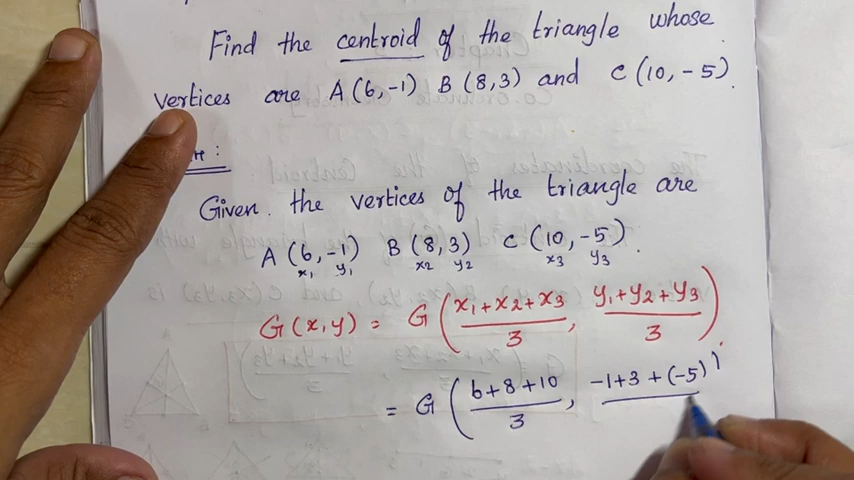 Find the centroid of the triangle whose
vertices are A(6,-1) B(8,3) and C(10,-5).
:
Given. the vertices of the triangle are
A(6,-1) B(8,3) C(10,-5).
x₁ y₁ x₂ y₂ x₃ y₃
G(x,y) = G((x₁+x₂+x₃)/3, (y₁+y₂+y₃)/3).
= G((6+8+10)/3, -1+3+(-5)